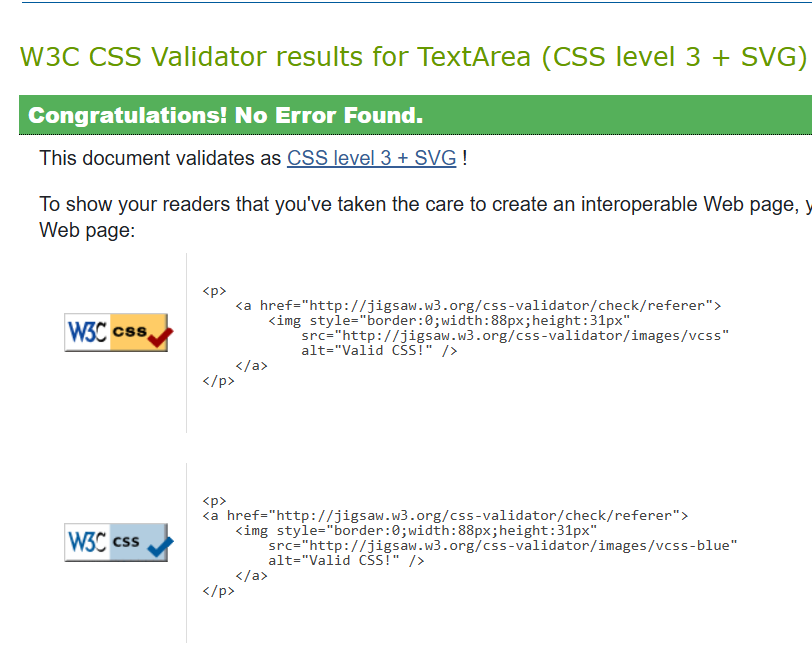 W3C CSS Validator results for TextArea (CSS level 3 + SVG)
Congratulations! No Error Found.
This document validates as CSS level 3 + SVG !
To show your readers that you've taken the care to create an interoperable Web page, y
Web page:
<p>
<a href="http://jigsaw.w3.org/css-validator/check/referer">
<img style="border:0;width:88px;height:31px"
src="http://jigsaw.w3.org/css-validator/images/vcss"
alt="Valid CSS!" />
</a>
</p>
W3C css
<p>
<a href="http://jigsaw.w3.org/css-validator/check/referer">
<img style="border:0;width:88px;height:31px"
src="http://jigsaw.w3.org/css-validator/images/vcss-blue"
alt="Valid CSS!" />
</a>
</p>
W3C css